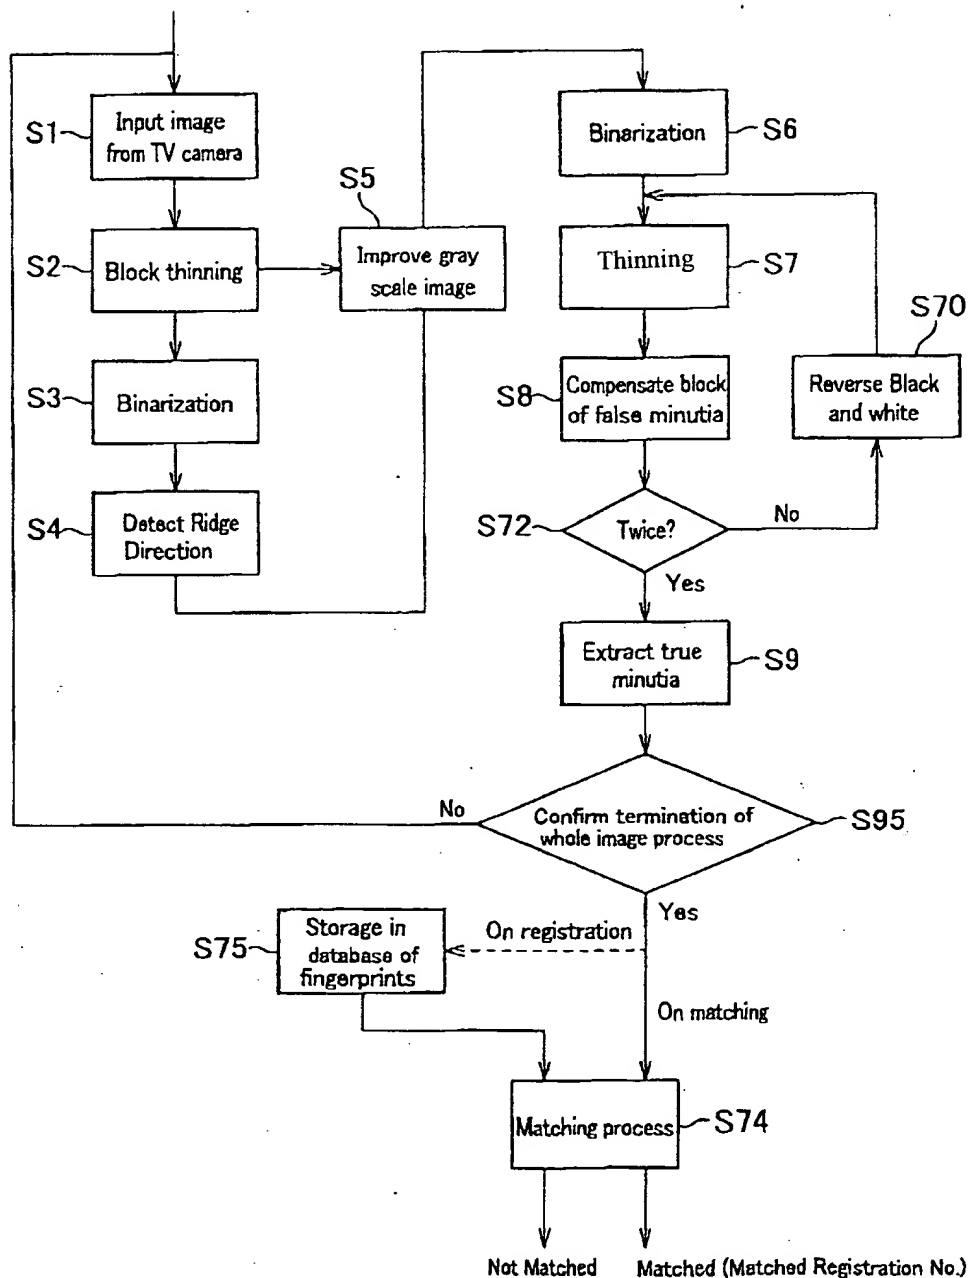 S1
Input image
from TV camera
S2
Block thinning
S3
Binarization
S4
Detect Ridge
Direction
S5
Improve gray
scale image
S6
Binarization
Thinning
S7
S8
Compensate block
of false minutia
S70
Reverse Black
and white
S72
Twice?
No
Yes
Extract true
minutia
S9
No
Confirm termination of
whole image process
S95
Yes
S75
Storage in
database of
fingerprints
On registration
On matching
Matching process
S74
Not Matched
Matched (Matched Registration No.)